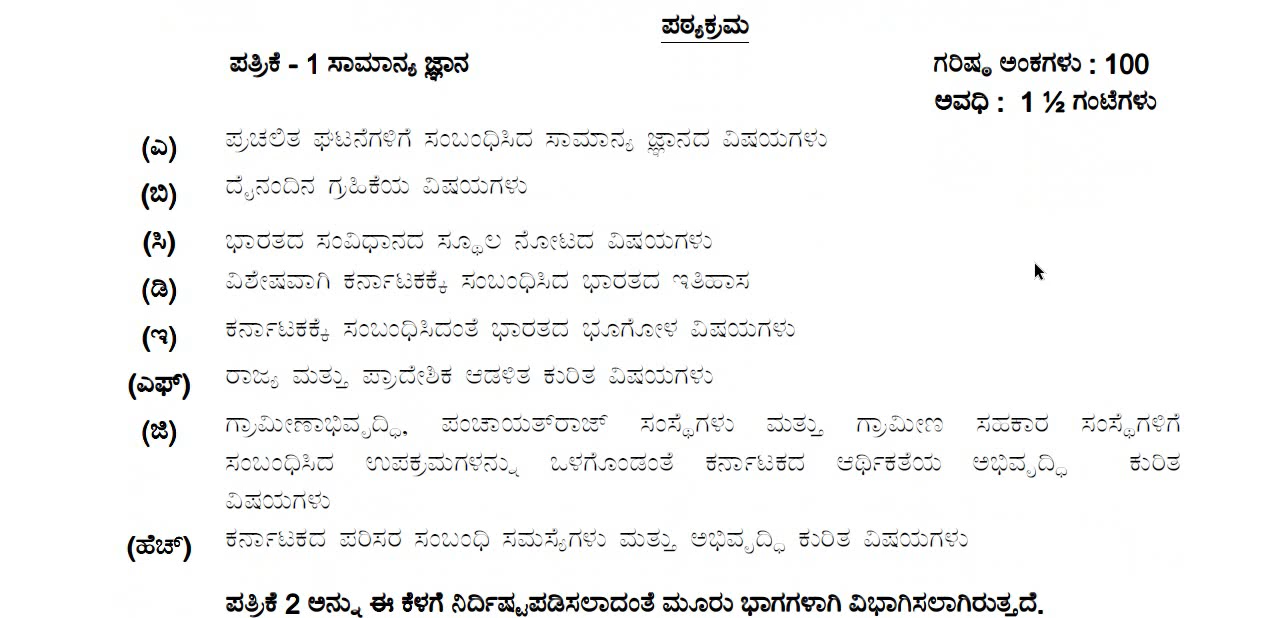 ಪಠ್ಯಕ್ರಮ
ಪತ್ರಿಕೆ - 1 ಸಾಮಾನ್ಯ ಜ್ಞಾನ ಗರಿಷ್ಠ ಅಂಕಗಳು : 100
ಅವಧಿ : 1 ½ ಗಂಟೆಗಳು
(ಎ) ಪ್ರಚಲಿತ ಘಟನೆಗಳಿಗೆ ಸಂಬಂಧಿಸಿದ ಸಾಮಾನ್ಯ ಜ್ಞಾನದ ವಿಷಯಗಳು
(ಬಿ) ದೈನಂದಿನ ಗ್ರಹಿಕೆಯ ವಿಷಯಗಳು
(ಸಿ) ಭಾರತದ ಸಂವಿಧಾನದ ಸ್ಥೂಲ ನೋಟದ ವಿಷಯಗಳು
(ಡಿ) ವಿಶೇಷವಾಗಿ ಕರ್ನಾಟಕಕ್ಕೆ ಸಂಬಂಧಿಸಿದ ಭಾರತದ ಇತಿಹಾಸ
(ಇ) ಕರ್ನಾಟಕಕ್ಕೆ ಸಂಬಂಧಿಸಿದಂತೆ ಭಾರತದ ಭೂಗೋಳ ವಿಷಯಗಳು
(ಎಫ್) ರಾಜ್ಯ ಮತ್ತು ಪ್ರಾದೇಶಿಕ ಆಡಳಿತ ಕುರಿತ ವಿಷಯಗಳು
(ಜಿ) ಗ್ರಾಮೀಣಾಭಿವೃದ್ಧಿ, ಪಂಚಾಯತ್‌ರಾಜ್ ಸಂಸ್ಥೆಗಳು ಮತ್ತು ಗ್ರಾಮೀಣ ಸಹಕಾರ ಸಂಸ್ಥೆಗಳಿಗೆ
ಸಂಬಂಧಿಸಿದ ಉಪಕ್ರಮಗಳನ್ನು ಒಳಗೊಂಡಂತೆ ಕರ್ನಾಟಕದ ಆರ್ಥಿಕತೆಯ ಅಭಿವೃದ್ಧಿ ಕುರಿತ
ವಿಷಯಗಳು
(ಹೆಚ್) ಕರ್ನಾಟಕದ ಪರಿಸರ ಸಂಬಂಧಿ ಸಮಸ್ಯೆಗಳು ಮತ್ತು ಅಭಿವೃದ್ಧಿ ಕುರಿತ ವಿಷಯಗಳು
ಪತ್ರಿಕೆ 2 ಅನ್ನು ಈ ಕೆಳಗೆ ನಿರ್ದಿಷ್ಟಪಡಿಸಲಾದಂತೆ ಮೂರು ಭಾಗಗಳಾಗಿ ವಿಭಾಗಿಸಲಾಗಿರುತ್ತದೆ.